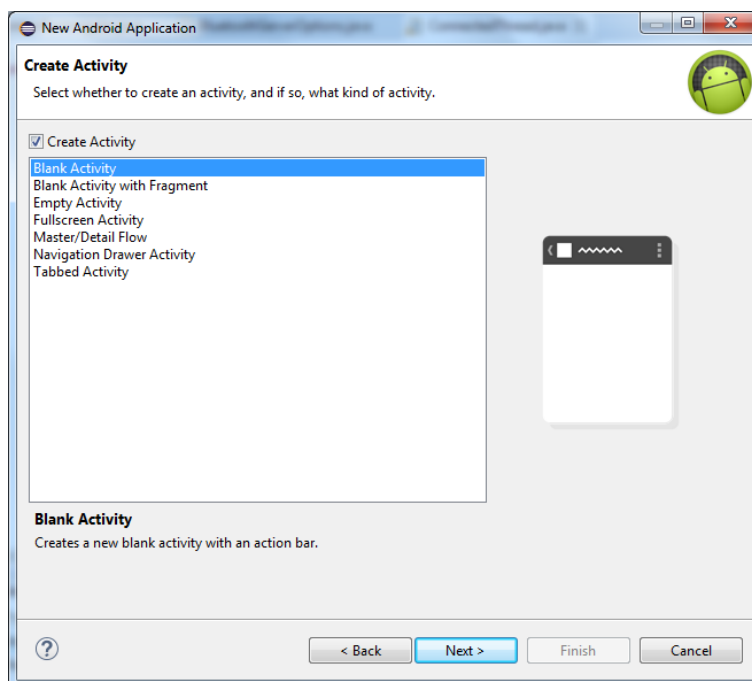 New Android Application
Create Activity
Select whether to create an activity, and if so, what kind of activity.
Create Activity
Blank Activity
Blank Activity with Fragment
Empty Activity
Fullscreen Activity
Master/Detail Flow
Navigation Drawer Activity
Tabbed Activity
Blank Activity
Creates a new blank activity with an action bar.
?
< Back
Next >
Finish
Cancel